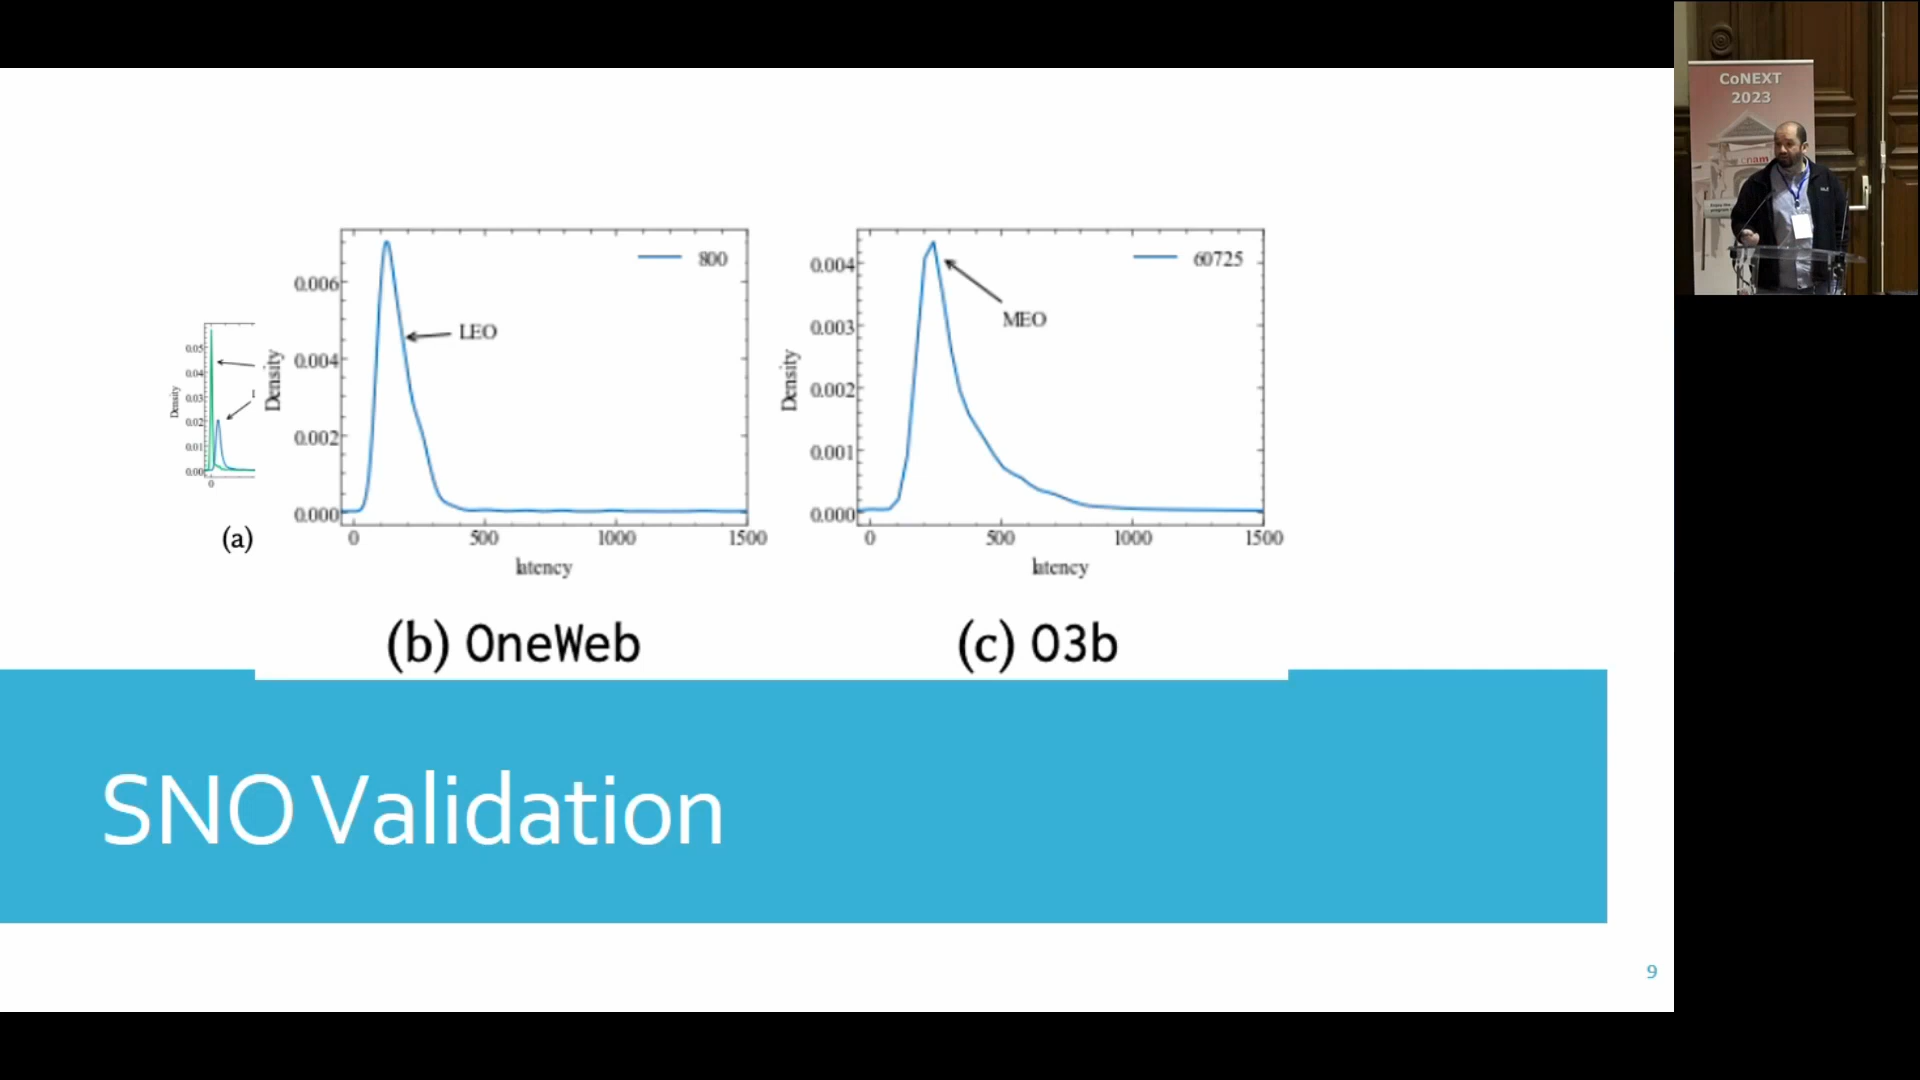 CoNEXT
2023
cnam
0.05
0.04
0.03
0.02
0.01
0.00
Density
0
(a)
0.006
0.004
0.002
0.000
Density
800
LEO
0
500
1000
1500
latency
(b) OneWeb
0.004
0.003
0.002
0.001
0.000
Density
60725
MEO
0
500
1000
1500
latency
(c) O3b
SNO Validation
9